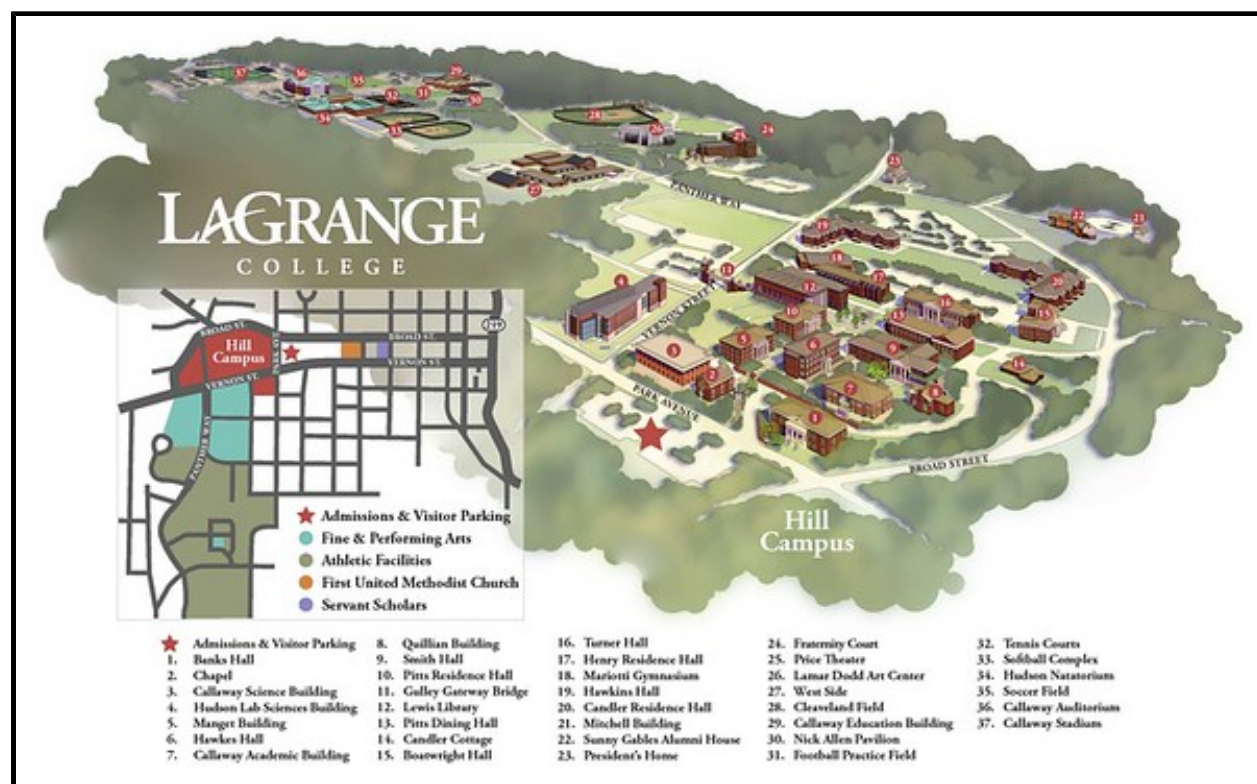 LAGRANGE
COLLEGE
PANTHER WAY
VERNON STREET
PARK AVENUE
BROAD STREET
Hill
Campus
BROAD ST.
BROAD ST.
Hill
Campus
PARK AVE
VERNON ST.
VERNON ST.
PANTHER WAY
219
Admissions & Visitor Parking
Fine & Performing Arts
Athletic Facilities
First United Methodist Church
Servant Scholars
Admissions & Visitor Parking
1. Banks Hall
2. Chapel
3. Callaway Science Building
4. Hudson Lab Sciences Building
5. Manget Building
6. Hawkes Hall
7. Callaway Academic Building
8. Quillian Building
9. Smith Hall
10. Pitts Residence Hall
11. Gulley Gateway Bridge
12. Lewis Library
13. Pitts Dining Hall
14. Candler Cottage
15. Boatwright Hall
16. Turner Hall
17. Henry Residence Hall
18. Mariotti Gymnasium
19. Hawkins Hall
20. Candler Residence Hall
21. Mitchell Building
22. Sunny Gables Alumni House
23. President's Home
24. Fraternity Court
25. Price Theater
26. Lamar Dodd Art Center
27. West Side
28. Cleaveland Field
29. Callaway Education Building
30. Nick Allen Pavilion
31. Football Practice Field
32. Tennis Courts
33. Softball Complex
34. Hudson Natatorium
35. Soccer Field
36. Callaway Auditorium
37. Callaway Stadium